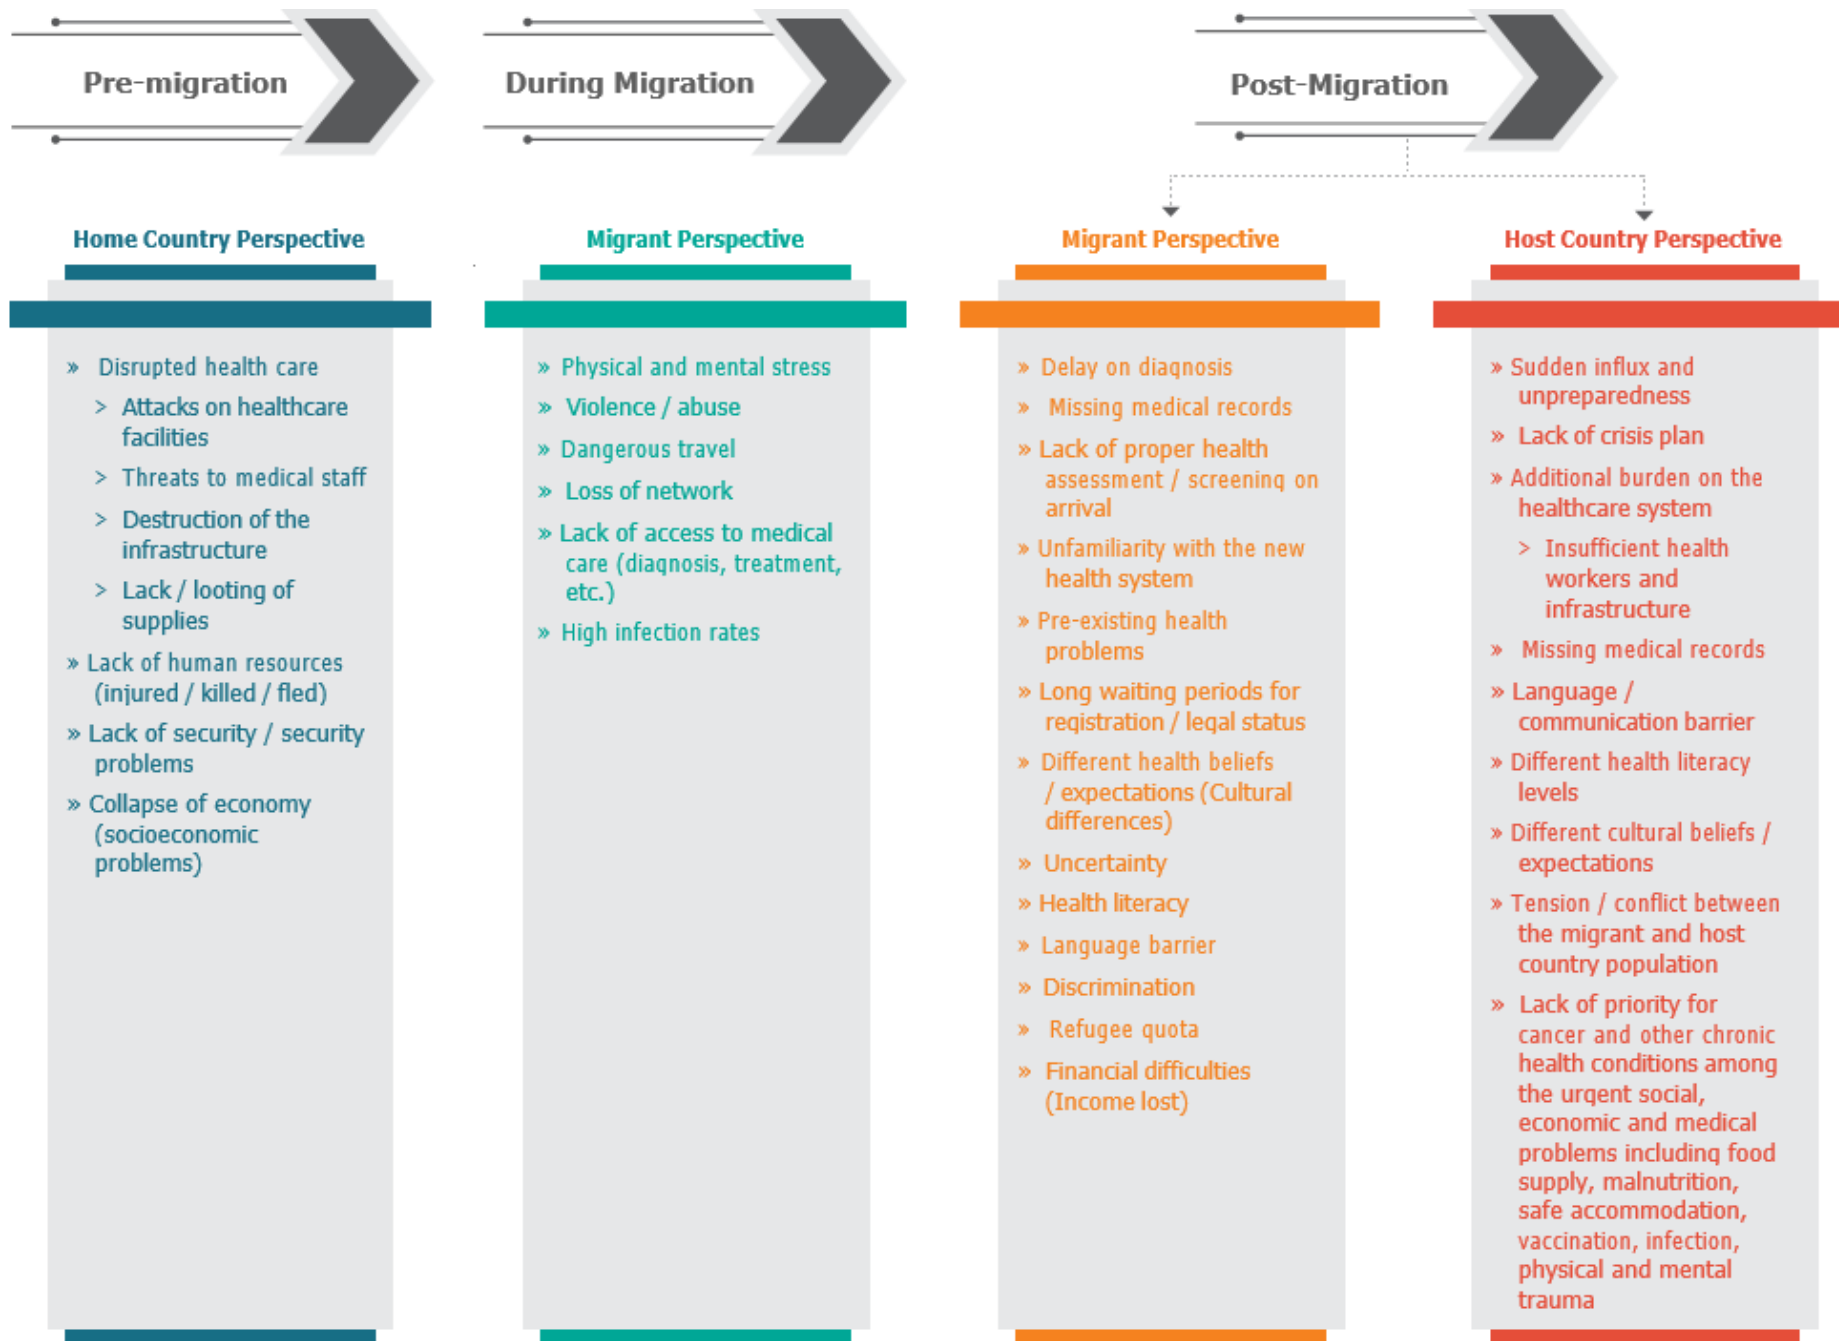 Pre-migration
During Migration
Post-Migration
Home Country Perspective
» Disrupted health care
> Attacks on healthcare
facilities
> Threats to medical staff
> Destruction of the
infrastructure
> Lack / looting of
supplies
» Lack of human resources
(injured / killed / fled)
» Lack of security / security
problems
» Collapse of economy
(socioeconomic
problems)
Migrant Perspective
» Physical and mental stress
» Violence / abuse
» Dangerous travel
» Loss of network
» Lack of access to medical
care (diagnosis, treatment,
etc.)
» High infection rates
Migrant Perspective
» Delay on diagnosis
» Missing medical records
» Lack of proper health
assessment / screening on
arrival
» Unfamiliarity with the new
health system
» Pre-existing health
problems
» Long waiting periods for
registration / legal status
» Different health beliefs
/ expectations (Cultural
differences)
» Uncertainty
» Health literacy
» Language barrier
» Discrimination
» Refugee quota
» Financial difficulties
(Income lost)
Host Country Perspective
» Sudden influx and
unpreparedness
» Lack of crisis plan
» Additional burden on the
healthcare system
> Insufficient health
workers and
infrastructure
» Missing medical records
» Language /
communication barrier
» Different health literacy
levels
» Different cultural beliefs /
expectations
» Tension / conflict between
the migrant and host
country population
» Lack of priority for
cancer and other chronic
health conditions among
the urgent social,
economic and medical
problems including food
supply, malnutrition,
safe accommodation,
vaccination, infection,
physical and mental
trauma